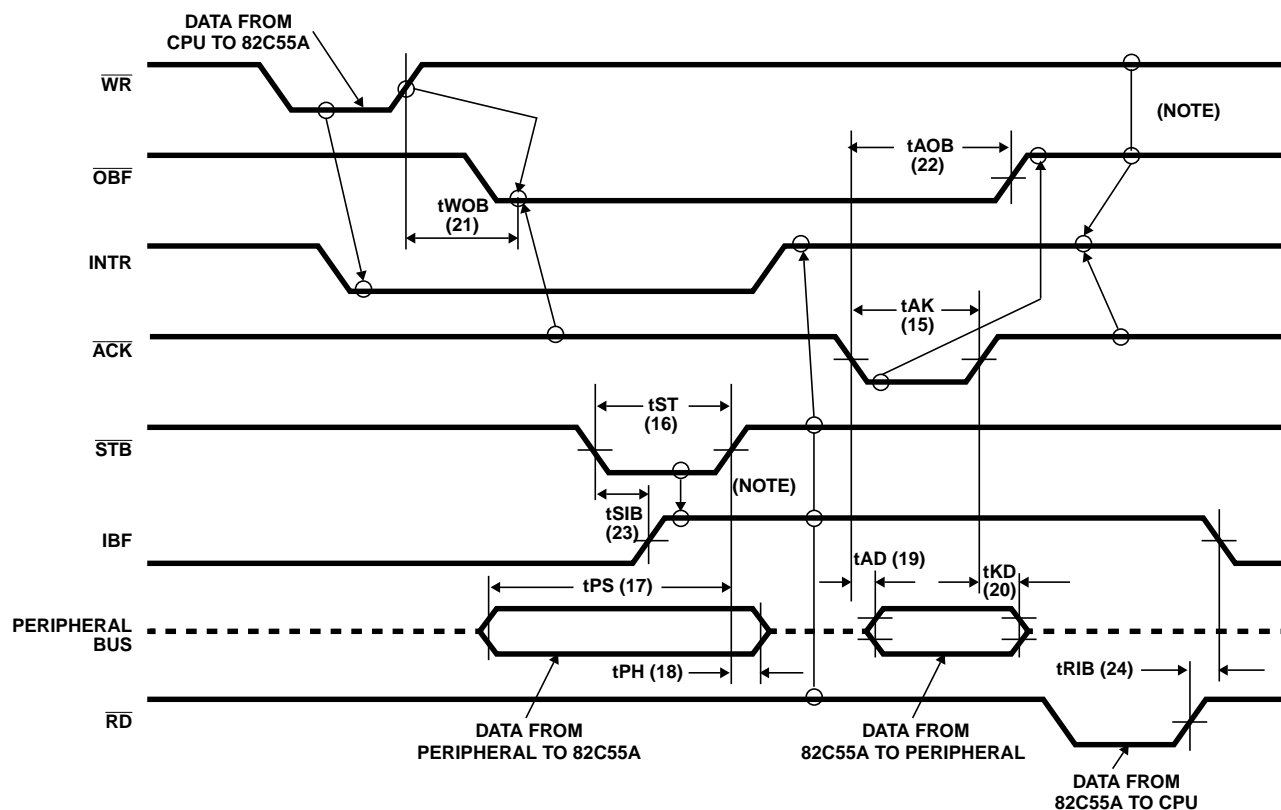 DATA FROM
CPU TO 82C55A
WR
(NOTE)
OBF
tAOB
(22)
tWOB
(21)
INTR
tAK
(15)
ACK
tST
(16)
STB
(NOTE)
tSIB
(23)
IBF
tAD (19)
tKD
(20)
tPS (17)
PERIPHERAL
BUS
tPH (18)
tRIB (24)
RD
DATA FROM
PERIPHERAL TO 82C55A
DATA FROM
82C55A TO PERIPHERAL
DATA FROM
82C55A TO CPU